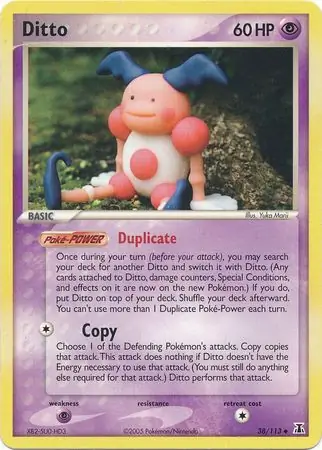 Ditto 60 HP
BASIC
Illus. Yuka Morii
Poké-POWER Duplicate
Once during your turn (before your attack), you may search
your deck for another Ditto and switch it with Ditto. (Any
cards attached to Ditto, damage counters, Special Conditions,
and effects on it are now on the new Pokémon.) If you do,
put Ditto on top of your deck. Shuffle your deck afterward.
You can't use more than 1 Duplicate Poké-Power each turn.
Copy
Choose 1 of the Defending Pokémon's attacks. Copy copies
that attack. This attack does nothing if Ditto doesn't have the
Energy necessary to use that attack. (You must still do anything
else required for that attack.) Ditto performs that attack.
weakness resistance retreat cost
©2005 Pokémon/Nintendo
38/113